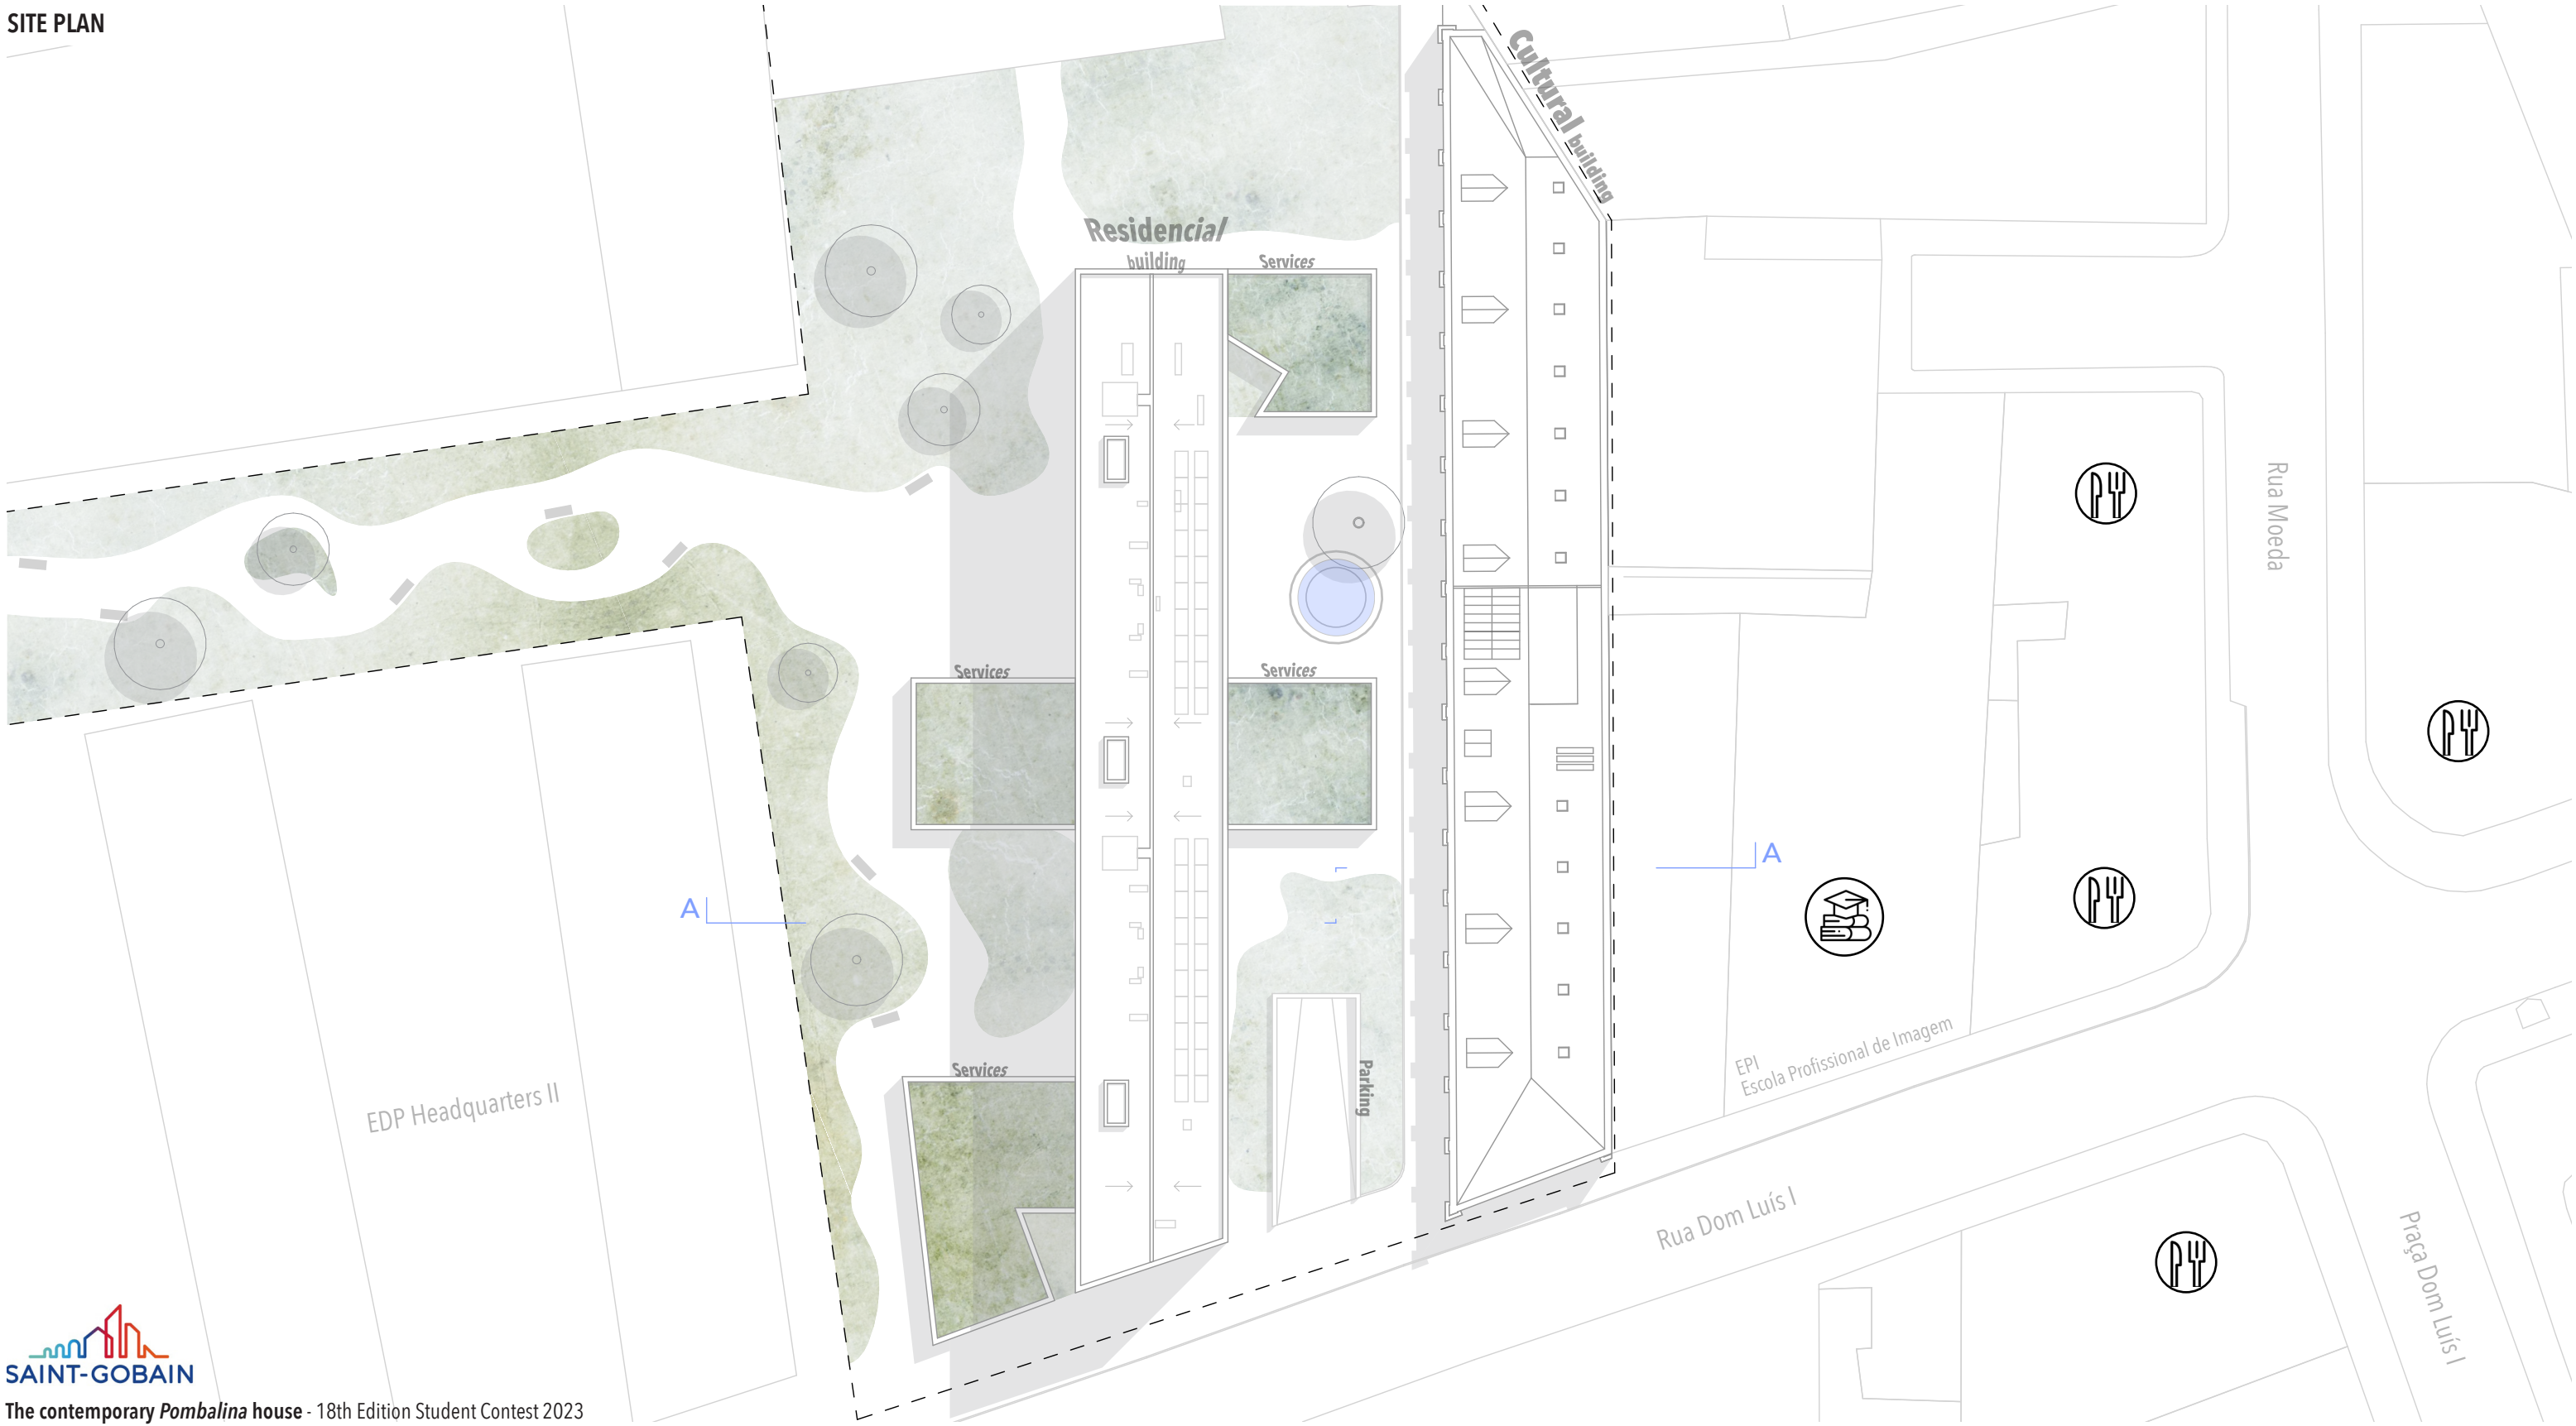 SITE PLAN
Cultural building
Residencial
building
Services
Rua Moeda
Services
Services
A
A
EPI
Escola Profissional de Imagem
Services
Parking
EDP Headquarters II
Rua Dom Luís I
Praça Dom Luís I
SAINT-GOBAIN
The contemporary Pombalina house - 18th Edition Student Contest 2023